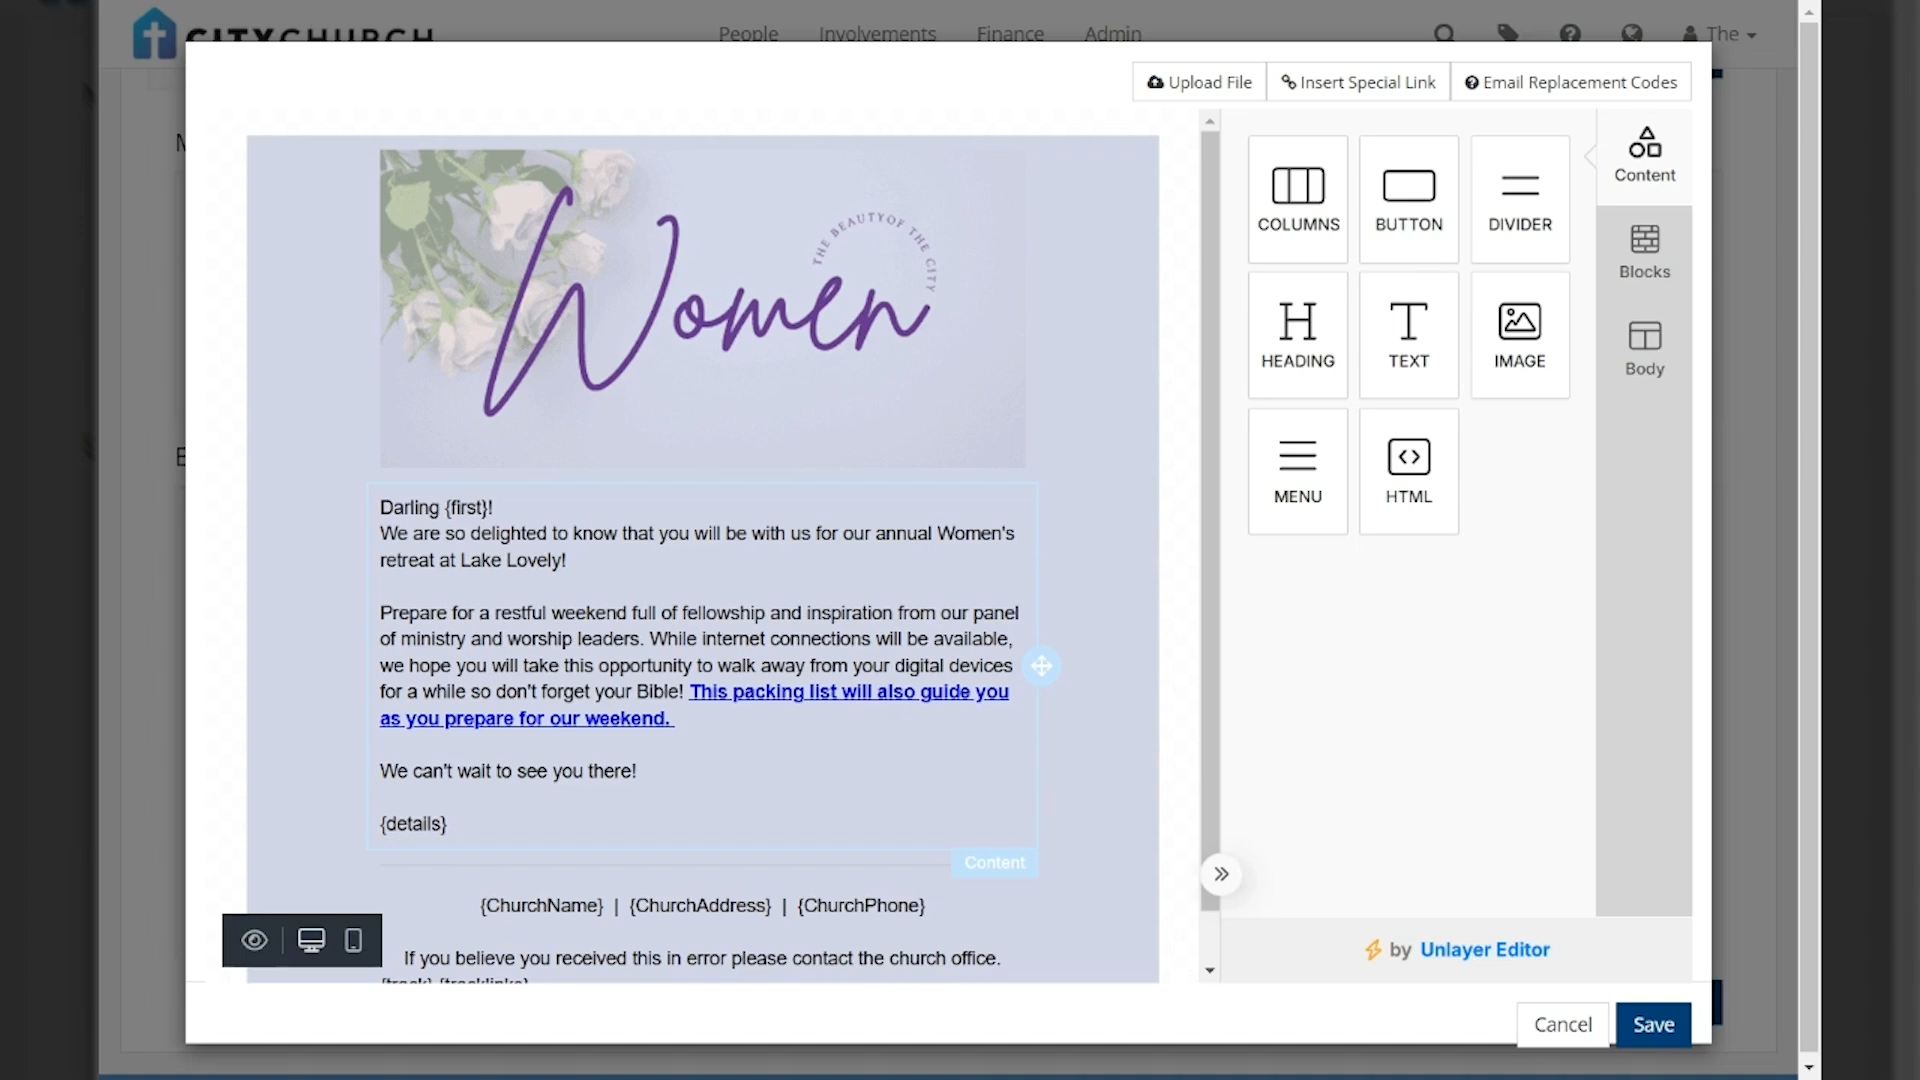 CITYCHURCH
People Involvements Finance Admin The
Upload File Insert Special Link Email Replacement Codes
THE BEAUTYOF THE CITY
Women
Darling {first}!
We are so delighted to know that you will be with us for our annual Women's
retreat at Lake Lovely!
Prepare for a restful weekend full of fellowship and inspiration from our panel
of ministry and worship leaders. While internet connections will be available,
we hope you will take this opportunity to walk away from your digital devices
for a while so don't forget your Bible! This packing list will also guide you
as you prepare for our weekend.
We can't wait to see you there!
{details}
Content
{ChurchName} | {ChurchAddress} | {ChurchPhone}
If you believe you received this in error please contact the church office.
{track} {tracklinks}
COLUMNS BUTTON DIVIDER
HEADING TEXT IMAGE
MENU HTML
Content
Blocks
Body
by Unlayer Editor
Cancel Save